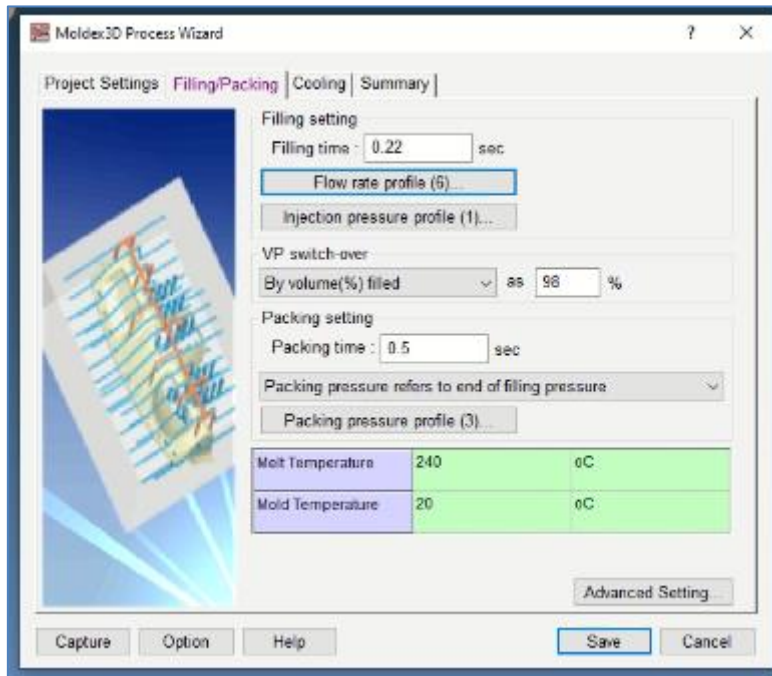 Moldex3D Process Wizard
? ×
Project Settings Filling/Packing Cooling Summary
Filling setting
Filling time : 0.22 sec
Flow rate profile (6)...
Injection pressure profile (1)...
VP switch-over
By volume(%) filled as 98 %
Packing setting
Packing time : 0.5 sec
Packing pressure refers to end of filling pressure
Packing pressure profile (3)...
Melt Temperature 240 oC
Mold Temperature 20 oC
Advanced Setting...
Capture Option Help Save Cancel